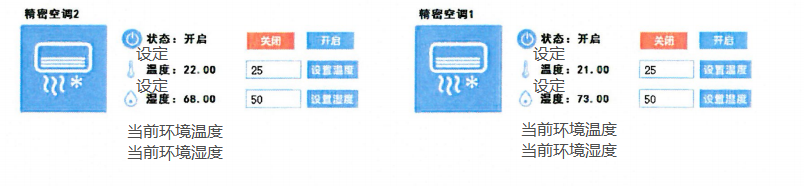 精密空调2
状态：开启 关闭 开启
设定
温度：22.00 25 设置温度
设定
湿度：68.00 50 设置湿度
当前环境温度
当前环境湿度
精密空调1
状态：开启 关闭 开启
设定
温度：21.00 25 设置温度
设定
湿度：73.00 50 设置湿度
当前环境温度
当前环境湿度